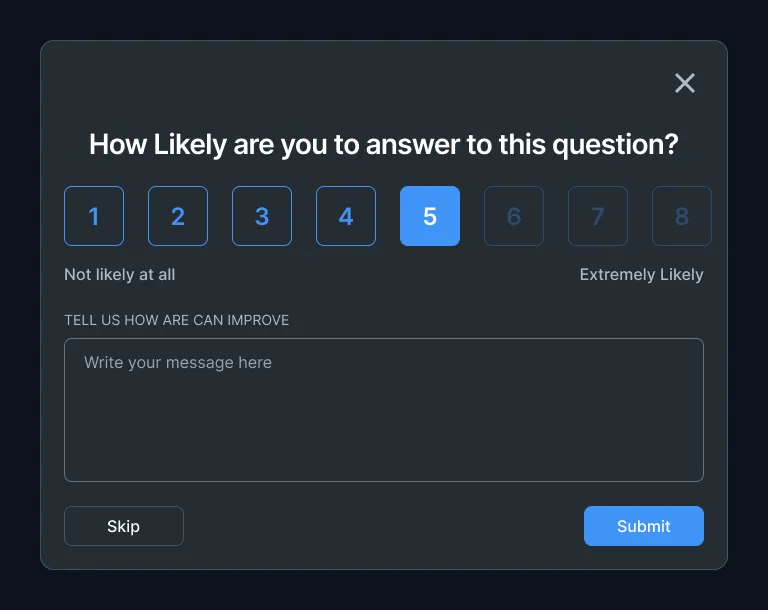 How Likely are you to answer to this question?
1 2 3 4 5 6 7 8
Not likely at all Extremely Likely
TELL US HOW ARE CAN IMPROVE
Write your message here
Skip Submit